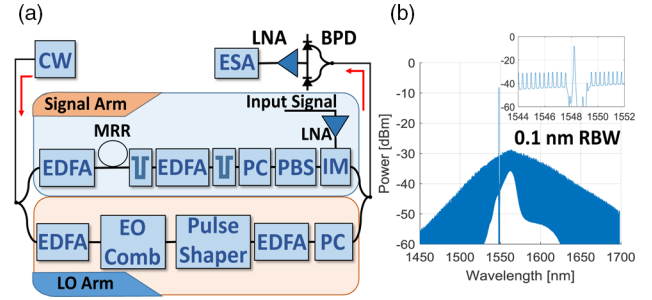 (a)
CW
ESA
LNA
BPD
Signal Arm
Input Signal
MRR
LNA
EDFA
EDFA
PC
PBS
IM
EDFA
EO
Comb
Pulse
Shaper
EDFA
PC
LO Arm
(b)
0
-10
-20
-30
-40
-50
-60
Power [dBm]
1450
1500
1550
1600
1650
1700
Wavelength [nm]
0
-20
-40
-60
1544
1546
1548
1550
1552
0.1 nm RBW